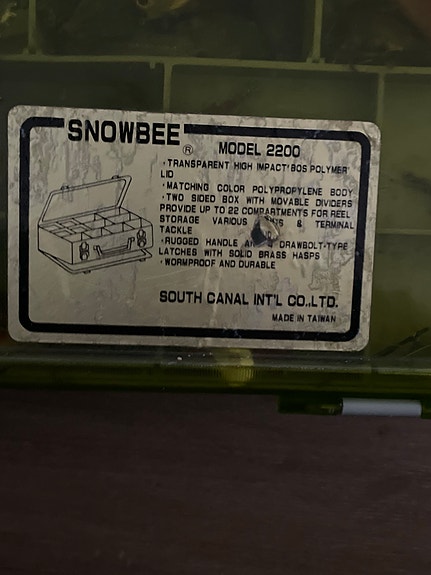 SNOWBEE
®
MODEL 2200
·TRANSPARENT HIGH IMPACT BOS POLYMER
LID
·MATCHING COLOR POLYPROPYLENE BODY
·TWO SIDED BOX WITH MOVABLE DIVIDERS
PROVIDE UP TO 22 COMPARTMENTS FOR REEL
STORAGE VARIOUS & TERMINAL
TACKLE
·RUGGED HANDLE DRAWBOLT-TYPE
LATCHES WITH SOLID BRASS HASPS
·WORMPROOF AND DURABLE
SOUTH CANAL INT'L CO.,LTD.
MADE IN TAIWAN